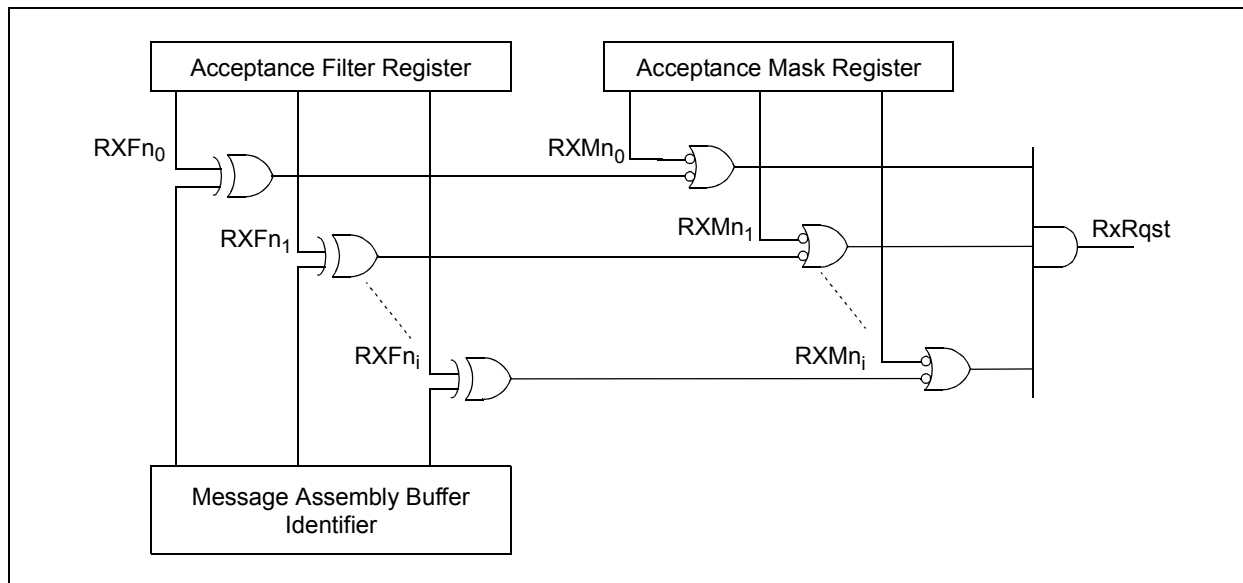 Acceptance Filter Register
Acceptance Mask Register
RXFn₀
RXMn₀
RXFn₁
RXMn₁
RxRqst
RXFnᵢ
RXMnᵢ
Message Assembly Buffer
Identifier